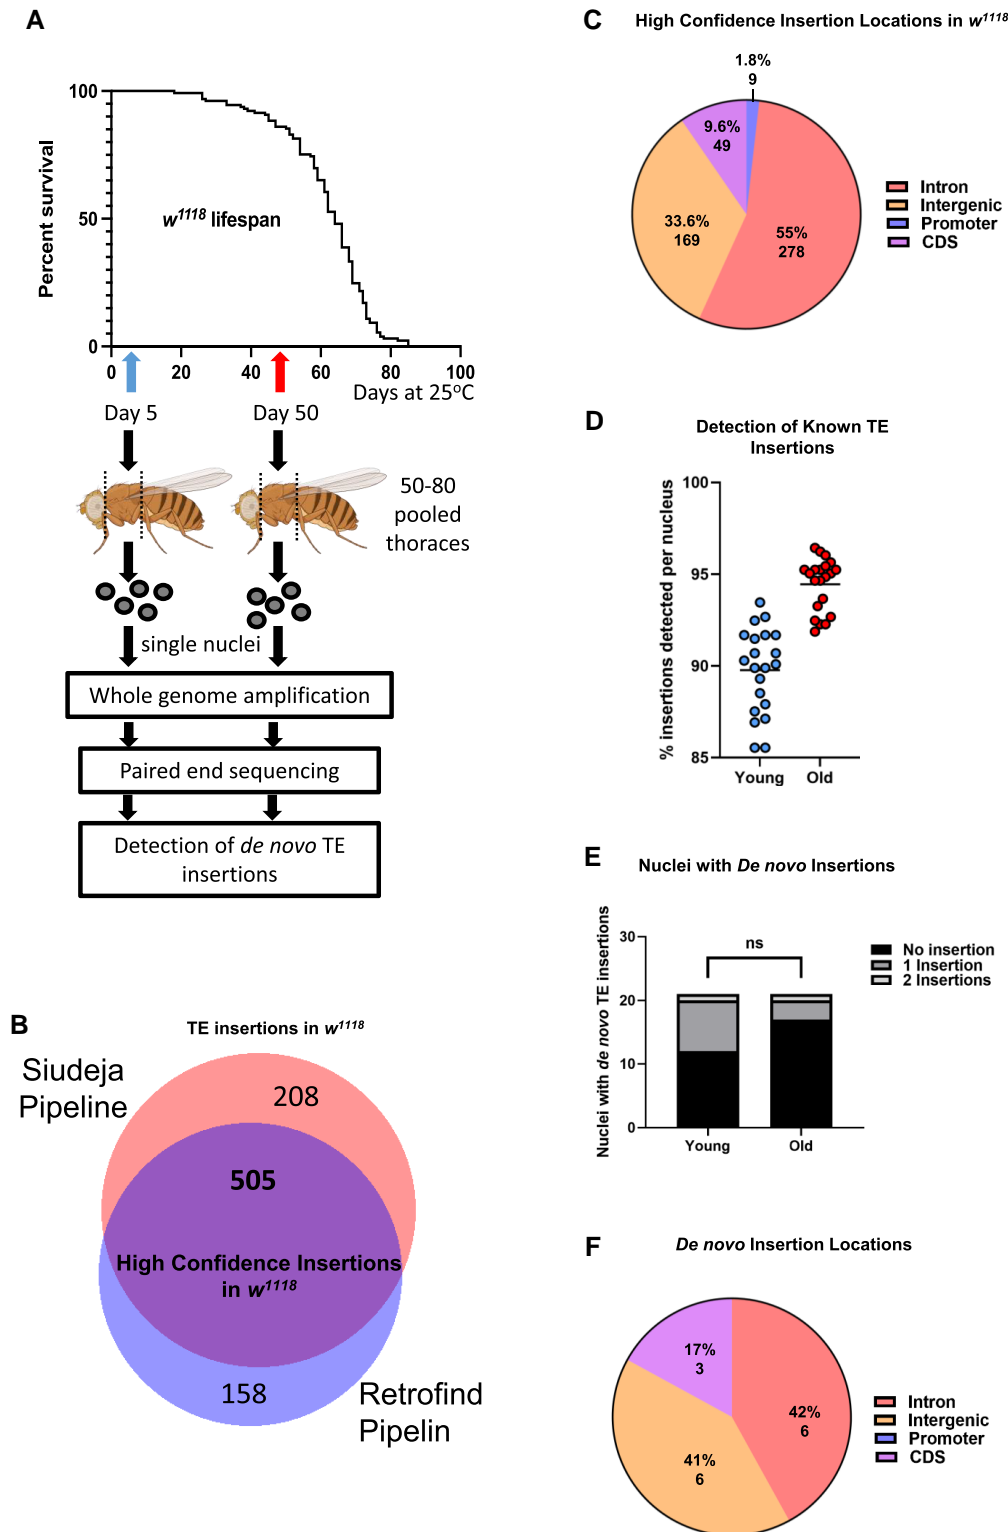 A
100
50
0
Percent survival
w1118 lifespan
0 20 40 60 80 100
Days at 25oC
Day 5
Day 50
50-80
pooled
thoraces
single nuclei
Whole genome amplification
Paired end sequencing
Detection of de novo TE
insertions
B
TE insertions in w1118
Siudeja
Pipeline
208
505
High Confidence Insertions
in w1118
158
Retrofind
Pipelin
C
High Confidence Insertion Locations in w1118
1.8%
9
9.6%
49
33.6%
169
55%
278
Intron
Intergenic
Promoter
CDS
D
Detection of Known TE
Insertions
% insertions detected per nucleus
100
95
90
85
Young
Old
E
Nuclei with De novo Insertions
Nuclei with de novo TE insertions
30
20
10
0
ns
Young
Old
No insertion
1 Insertion
2 Insertions
F
De novo Insertion Locations
17%
3
42%
6
41%
6
Intron
Intergenic
Promoter
CDS